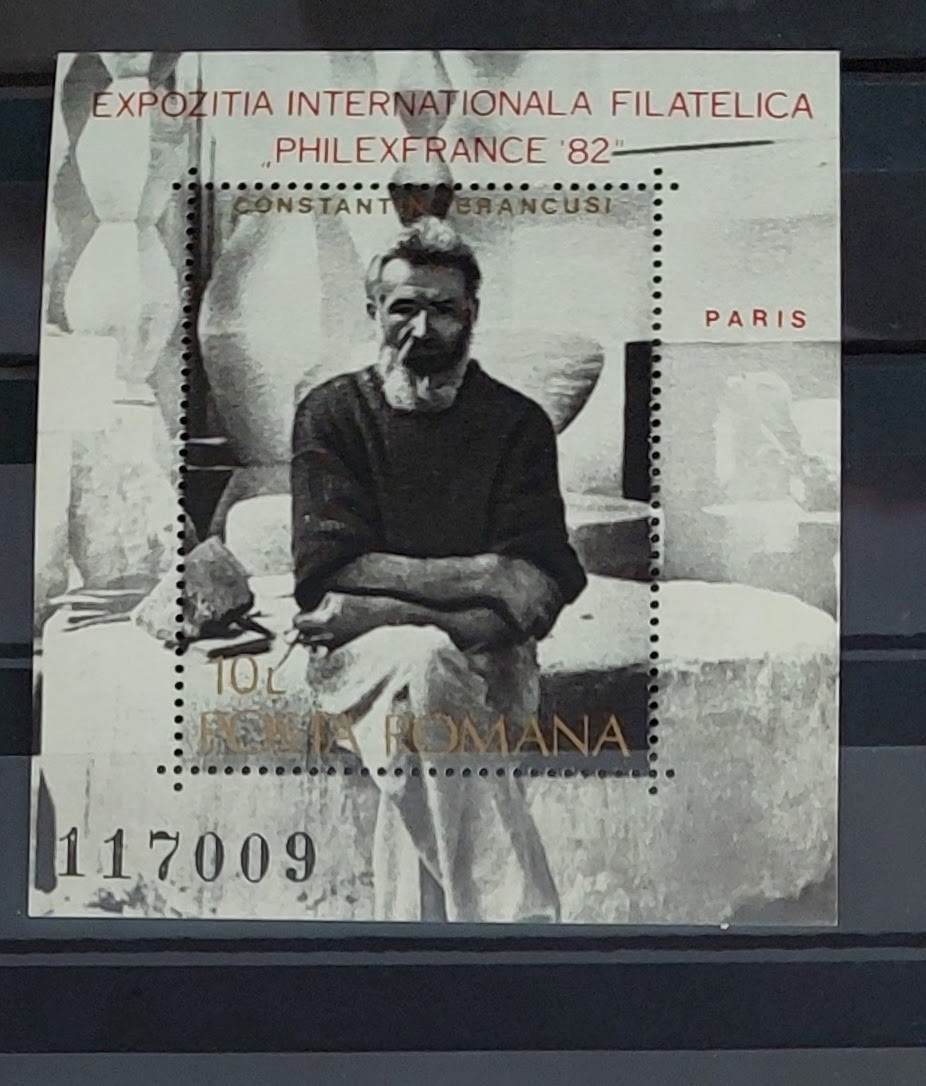 EXPOZITIA INTERNATIONALA FILATELICA
„PHILEXFRANCE '82"
CONSTANTIN BRANCUSI
PARIS
10L
POSTA ROMANA
117009